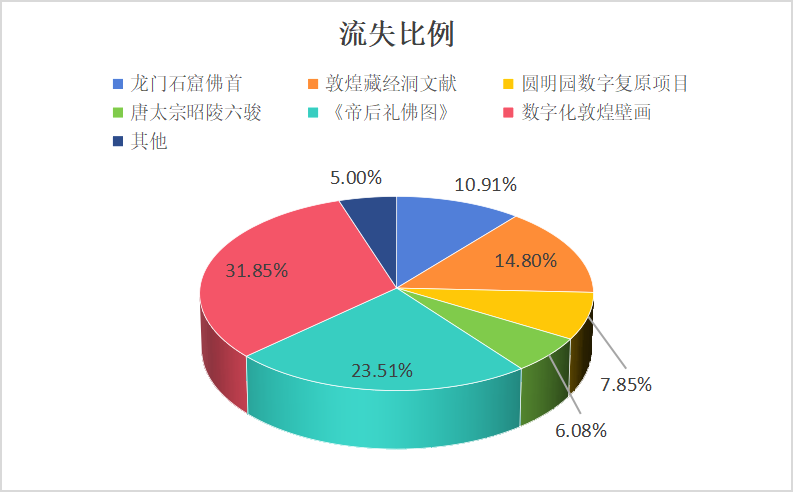 流失比例
龙门石窟佛首 敦煌藏经洞文献 圆明园数字复原项目
唐太宗昭陵六骏 《帝后礼佛图》 数字化敦煌壁画
其他
5.00%
10.91%
14.80%
31.85%
23.51%
7.85%
6.08%